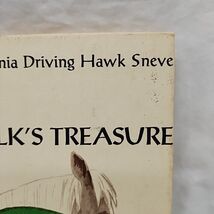 nia Driving Hawk Sneve
LK'S TREASURE